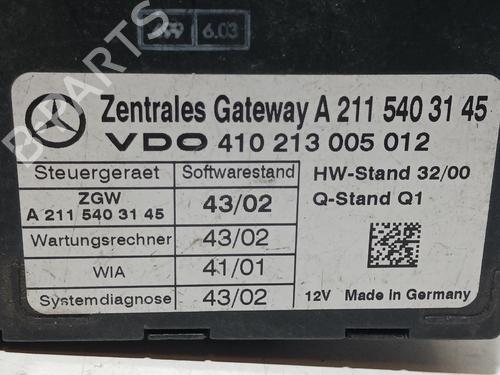 699 6.03
Zentrales Gateway A 211 540 31 45
VDO 410 213 005 012
Steuergeraet Softwarestand HW-Stand 32/00
ZGW
A 211 540 31 45 43/02 Q-Stand Q1
Wartungsrechner 43/02
WIA 41/01
Systemdiagnose 43/02 12V Made in Germany
B-PARTS